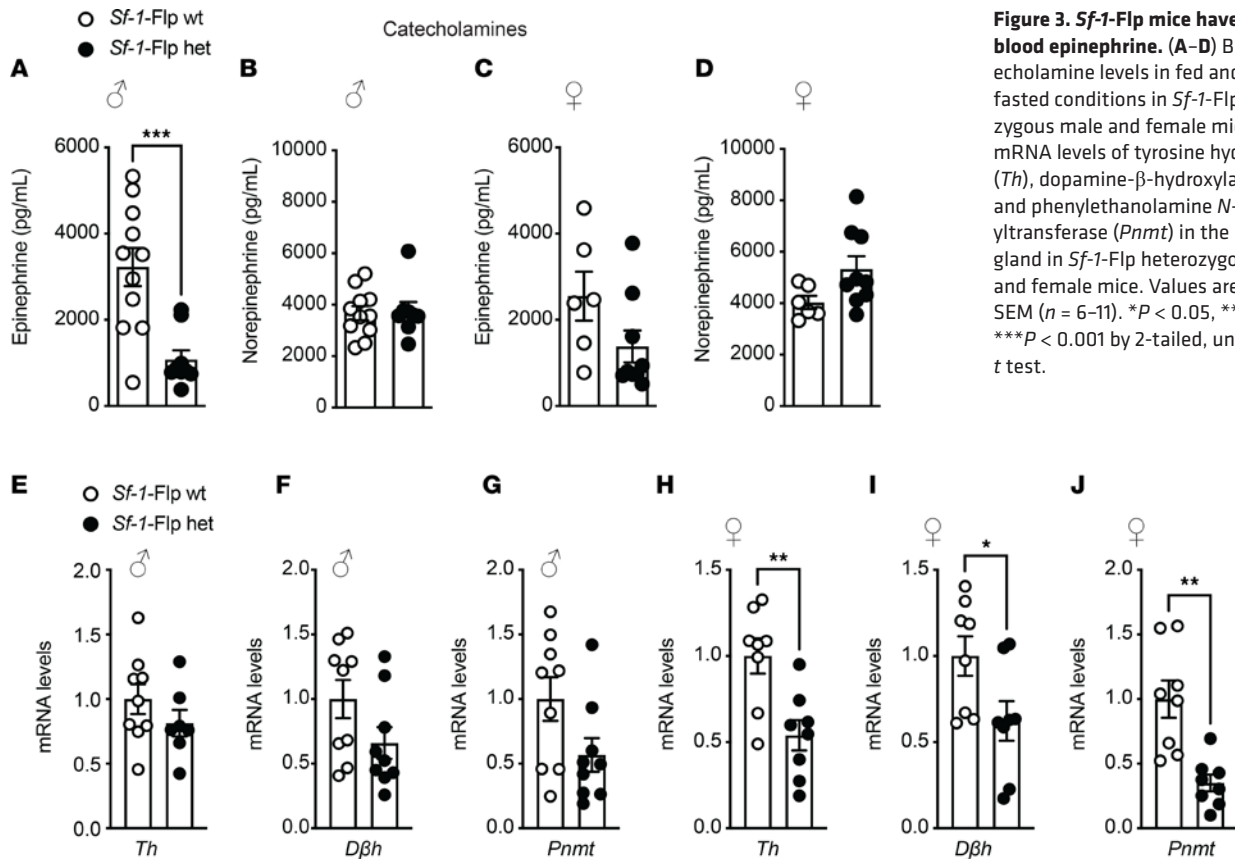 Sf-1-Flp wt
Sf-1-Flp het
Catecholamines
A
♂
***
Epinephrine (pg/mL)
6000
4000
2000
0
B
♂
Norepinephrine (pg/mL)
10000
8000
6000
4000
2000
0
C
♀
Epinephrine (pg/mL)
6000
4000
2000
0
D
♀
Norepinephrine (pg/mL)
10000
8000
6000
4000
2000
0
Figure 3. Sf-1-Flp mice have
blood epinephrine. (A–D) B
echolamine levels in fed and
fasted conditions in Sf-1-Flp
zygous male and female mic
mRNA levels of tyrosine hyd
(Th), dopamine-β-hydroxyla
and phenylethanolamine N-
yltransferase (Pnmt) in the
gland in Sf-1-Flp heterozygo
and female mice. Values are
SEM (n = 6–11). *P < 0.05, **
***P < 0.001 by 2-tailed, un
t test.
E
Sf-1-Flp wt
Sf-1-Flp het
♂
mRNA levels
2.0
1.5
1.0
0.5
0.0
Th
F
♂
mRNA levels
2.0
1.5
1.0
0.5
0.0
Dβh
G
♂
mRNA levels
2.0
1.5
1.0
0.5
0.0
Pnmt
H
♀
**
mRNA levels
1.5
1.0
0.5
0.0
Th
I
♀
*
mRNA levels
1.5
1.0
0.5
0.0
Dβh
J
♀
**
mRNA levels
2.0
1.5
1.0
0.5
0.0
Pnmt